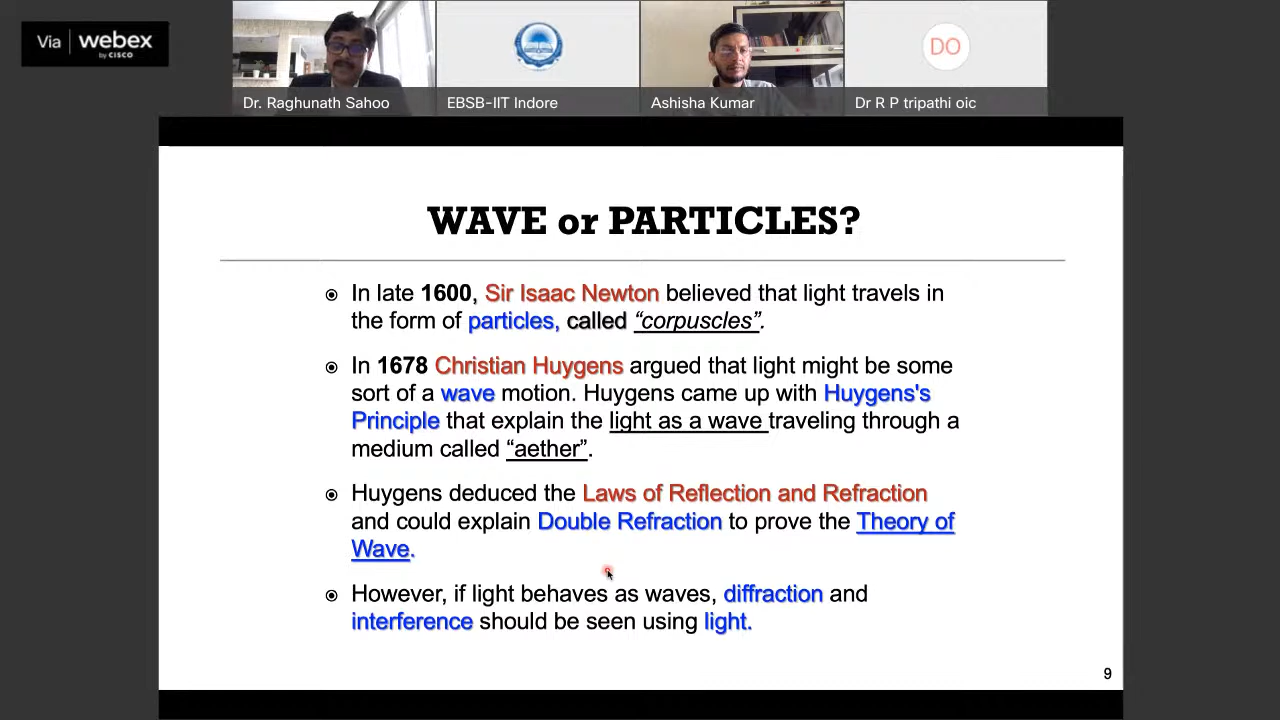 Via webex
by CISCO
Dr. Raghunath Sahoo
EBSB-IIT Indore
Ashisha Kumar
DO
Dr R P tripathi oic
WAVE or PARTICLES?
In late 1600, Sir Isaac Newton believed that light travels in
the form of particles, called “corpuscles”.
In 1678 Christian Huygens argued that light might be some
sort of a wave motion. Huygens came up with Huygens's
Principle that explain the light as a wave traveling through a
medium called “aether”.
Huygens deduced the Laws of Reflection and Refraction
and could explain Double Refraction to prove the Theory of
Wave.
However, if light behaves as waves, diffraction and
interference should be seen using light.
9